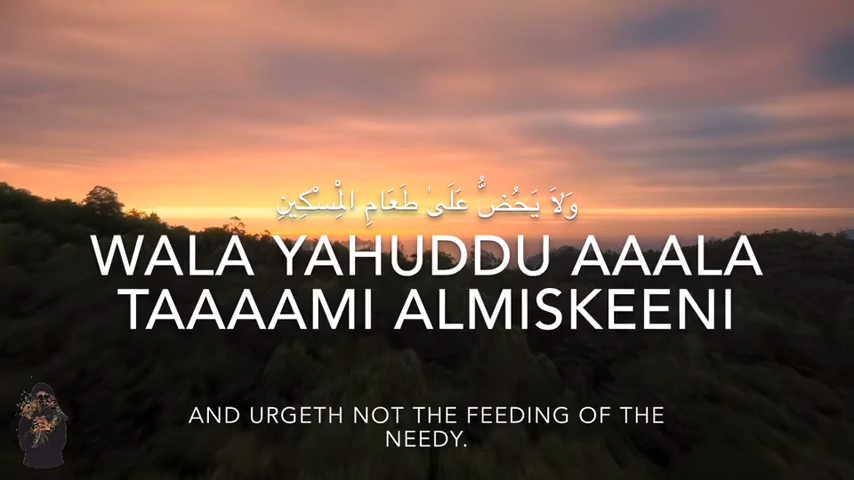 وَلَا يَحُضُّ عَلَىٰ طَعَامِ الْمِسْكِينِ
WALA YAHUDDU AAALA
TAAAAMI ALMISKEENI
AND URGETH NOT THE FEEDING OF THE
NEEDY.